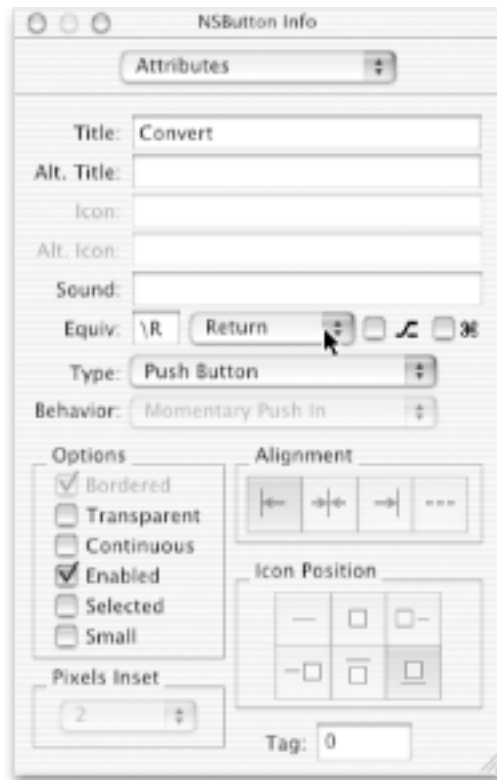 NSButton Info
Attributes
Title: Convert
Alt. Title:
Icon:
Alt. Icon:
Sound:
Equiv: \R Return ⌥ ⌘
Type: Push Button
Behavior: Momentary Push In
Options
Bordered
Transparent
Continuous
Enabled
Selected
Small
Alignment
Icon Position
Pixels Inset
2
Tag: 0